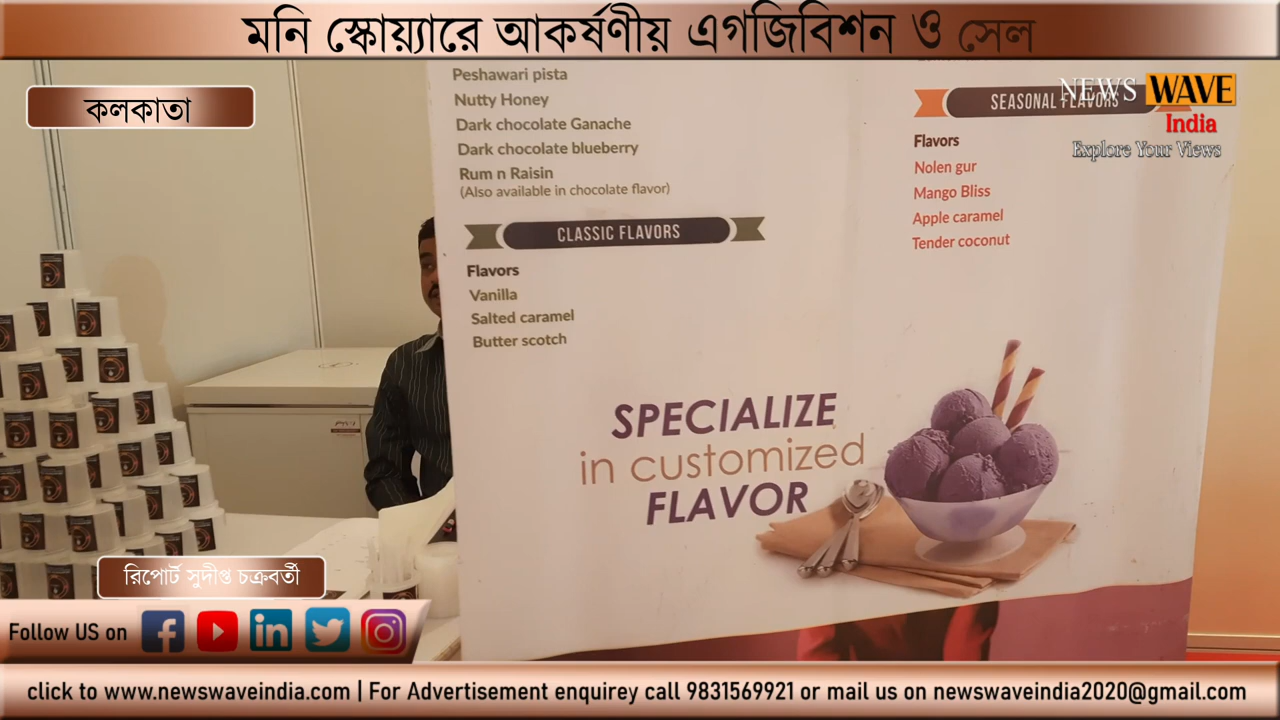 মনি স্কোয়্যারে আকর্ষণীয় এগজিবিশন ও সেল
কলকাতা
NEWS WAVE
India
Explore Your Views
Peshawari pista
Nutty Honey
Dark chocolate Ganache
Dark chocolate blueberry
Rum n Raisin
(Also available in chocolate flavor)
CLASSIC FLAVORS
Flavors
Vanilla
Salted caramel
Butter scotch
SEASONAL FLAVORS
Flavors
Nolen gur
Mango Bliss
Apple caramel
Tender coconut
SPECIALIZE
in customized
FLAVOR
রিপোর্ট সুদীপ্ত চক্রবর্তী
Follow US on
click to www.newswaveindia.com | For Advertisement enquirey call 9831569921 or mail us on newswaveindia2020@gmail.com